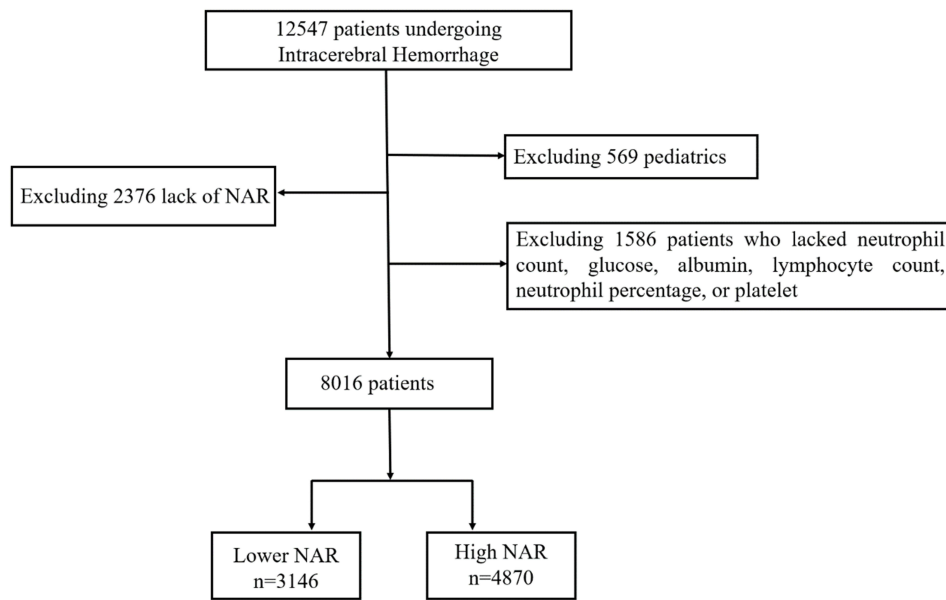 12547 patients undergoing
Intracerebral Hemorrhage
Excluding 569 pediatrics
Excluding 2376 lack of NAR
Excluding 1586 patients who lacked neutrophil
count, glucose, albumin, lymphocyte count,
neutrophil percentage, or platelet
8016 patients
Lower NAR
n=3146
High NAR
n=4870